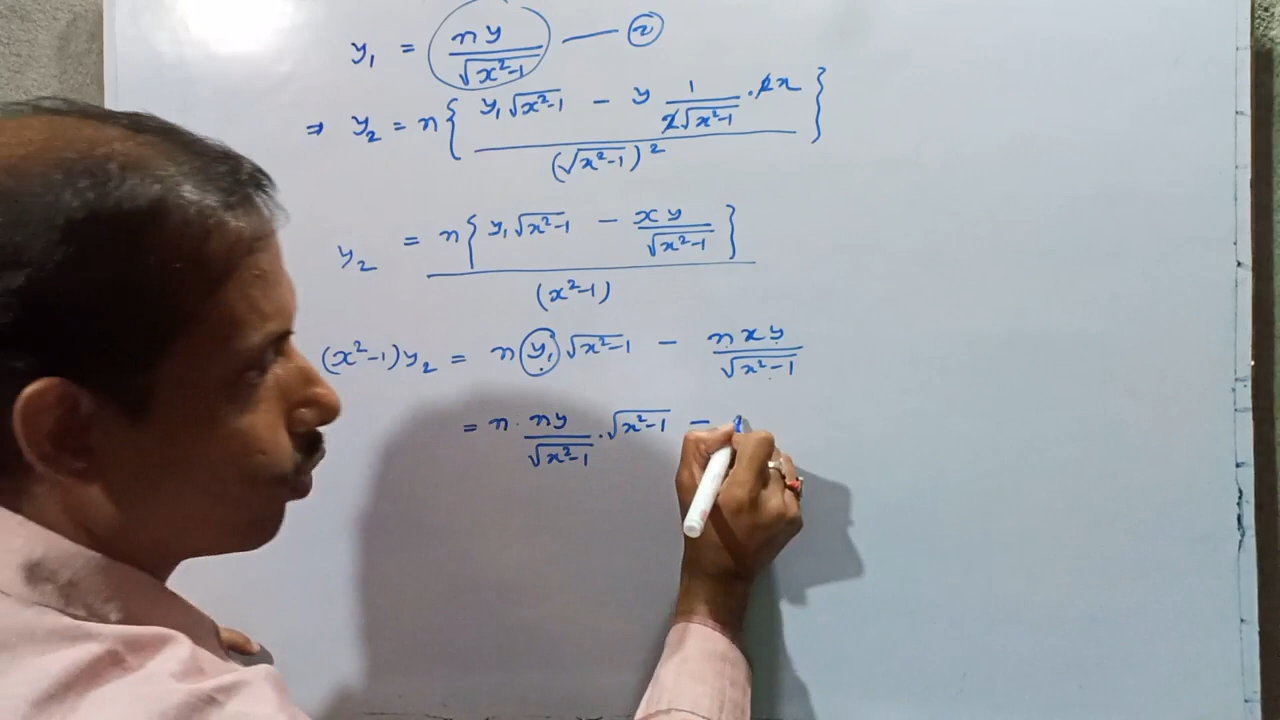 y₁ = ny/√(x²-1) — ②
⇒ y₂ = n{ (y₁√(x²-1) - y 1/(2√(x²-1)) · 2x) / (√(x²-1))² }
y₂ = n{ y₁√(x²-1) - xy/√(x²-1) } / (x²-1)
(x²-1)y₂ = n y₁ √(x²-1) - nxy/√(x²-1)
= n · ny/√(x²-1) · √(x²-1) -